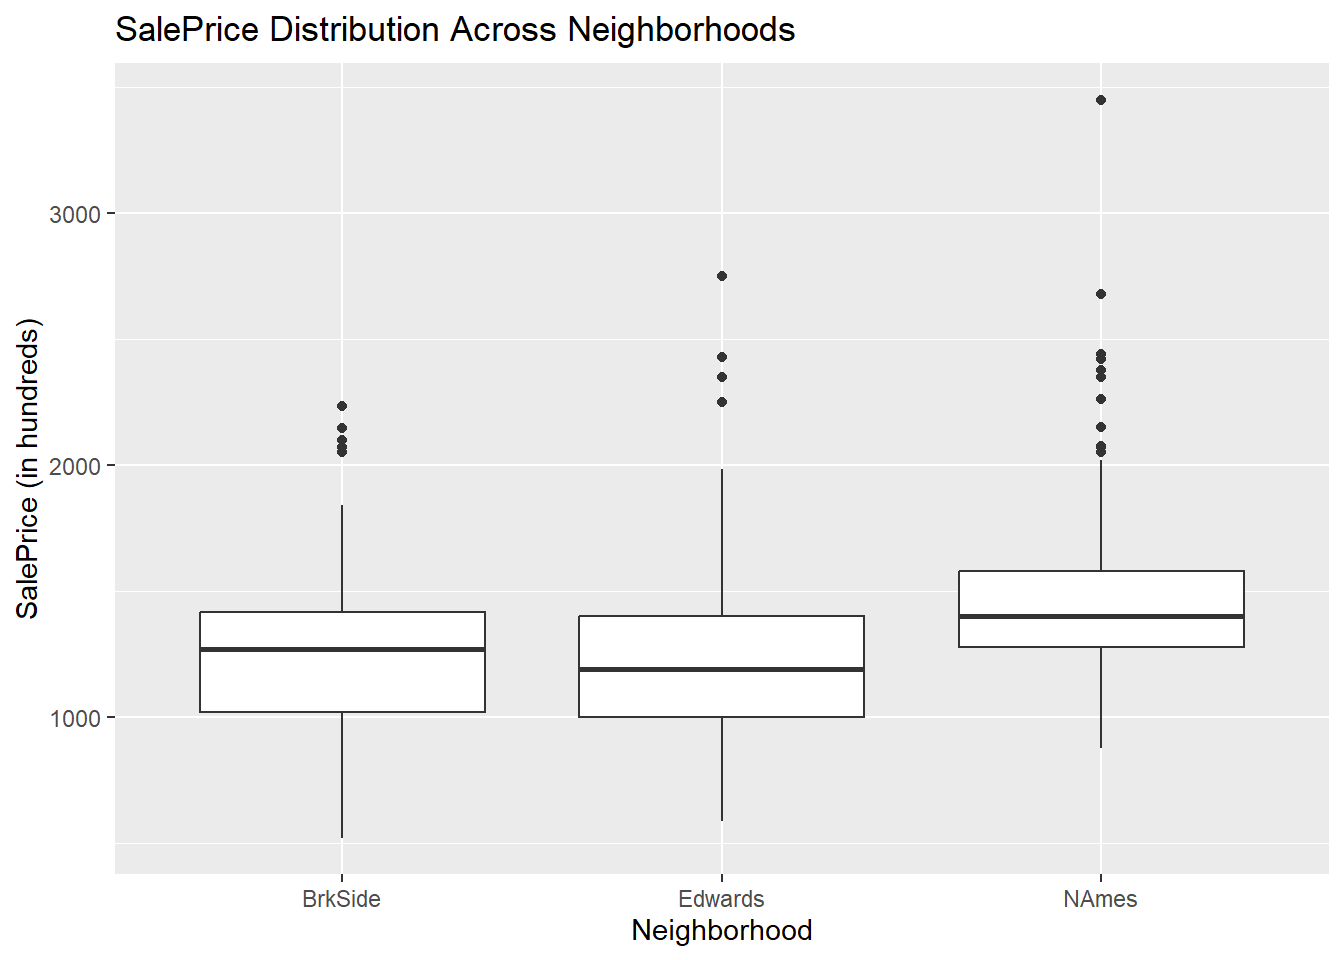 SalePrice Distribution Across Neighborhoods
SalePrice (in hundreds)
3000
2000
1000
BrkSide
Edwards
NAmes
Neighborhood